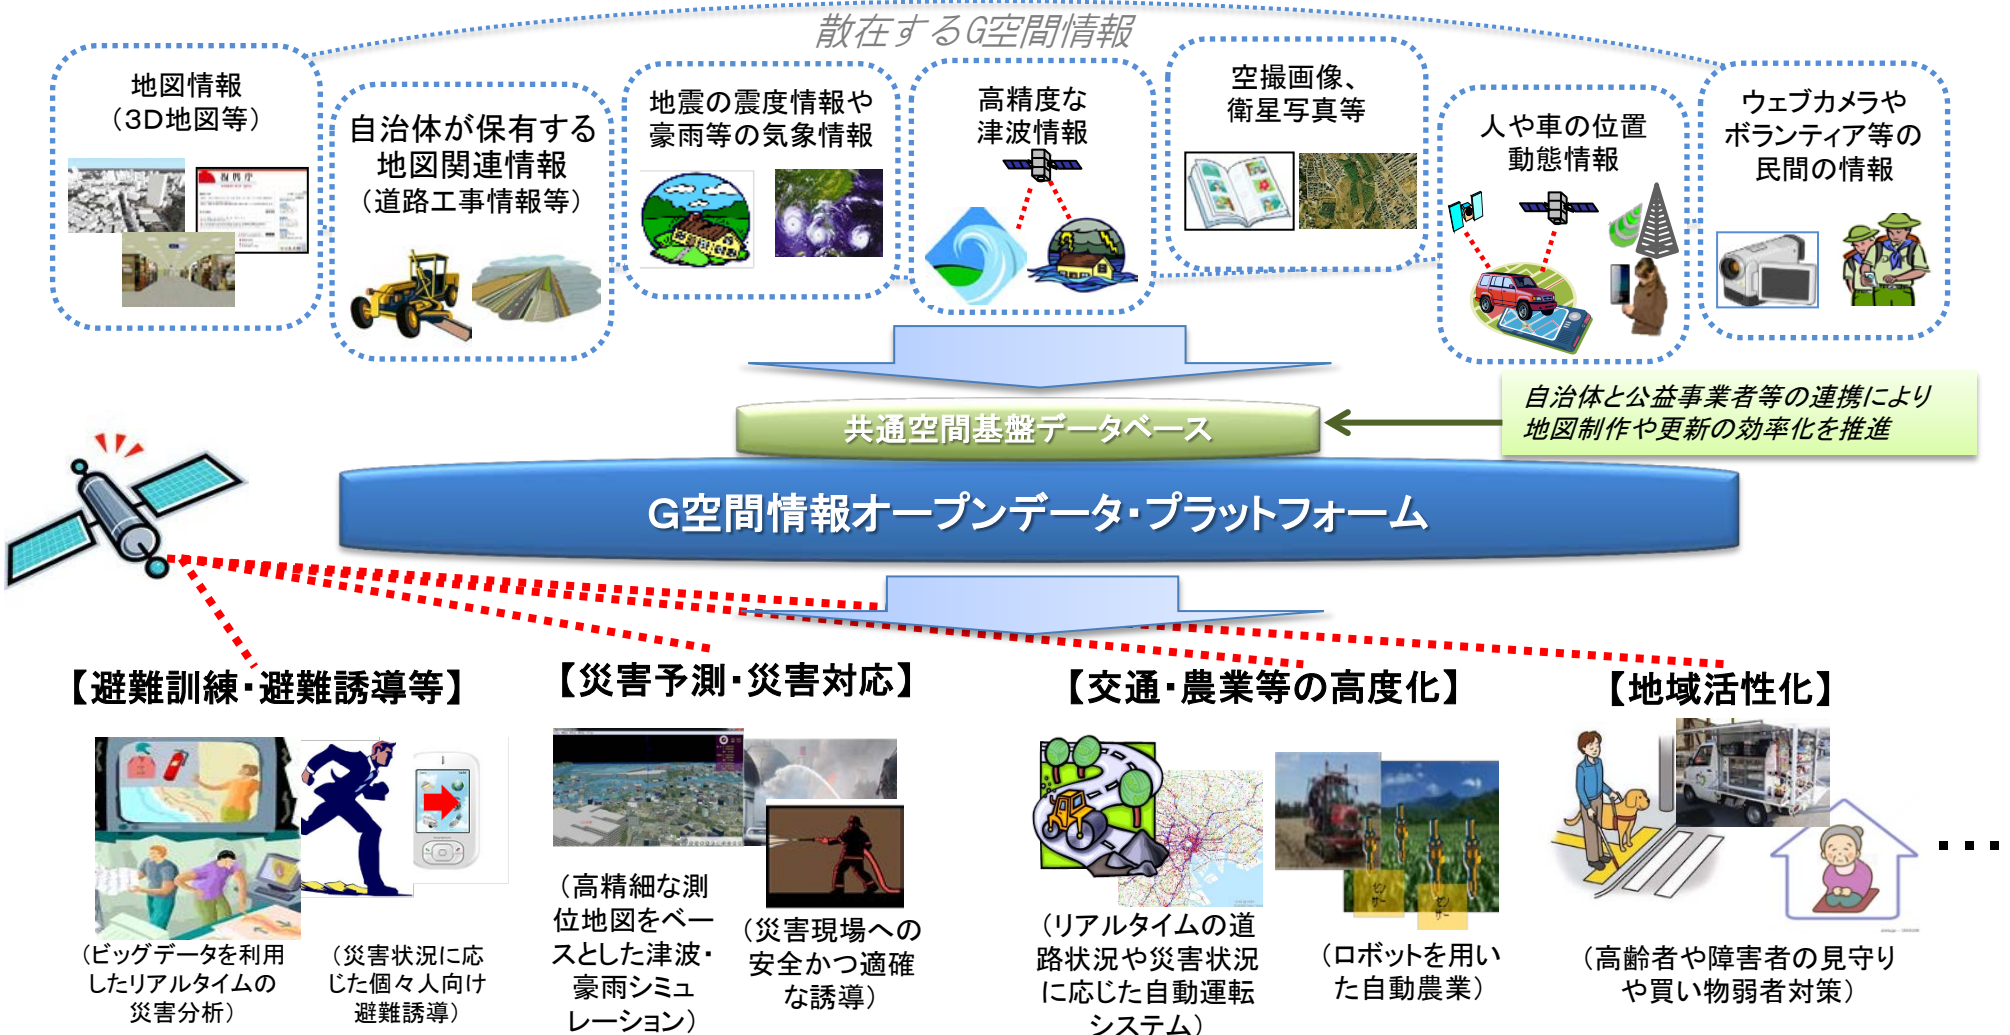 散在するG空間情報
地図情報
（3D地図等）
復興庁
自治体が保有する
地図関連情報
（道路工事情報等）
地震の震度情報や
豪雨等の気象情報
高精度な
津波情報
空撮画像、
衛星写真等
人や車の位置
動態情報
ウェブカメラや
ボランティア等の
民間の情報
共通空間基盤データベース
自治体と公益事業者等の連携により
地図制作や更新の効率化を推進
G空間情報オープンデータ・プラットフォーム
【避難訓練・避難誘導等】
（ビッグデータを利用
したリアルタイムの
災害分析）
（災害状況に応
じた個々人向け
避難誘導）
【災害予測・災害対応】
（高精細な測
位地図をベー
スとした津波・
豪雨シミュ
レーション）
（災害現場への
安全かつ適確
な誘導）
【交通・農業等の高度化】
（リアルタイムの道
路状況や災害状況
に応じた自動運転
システム）
センサー
センサー
（ロボットを用い
た自動農業）
【地域活性化】
（高齢者や障害者の見守り
や買い物弱者対策）
・・・